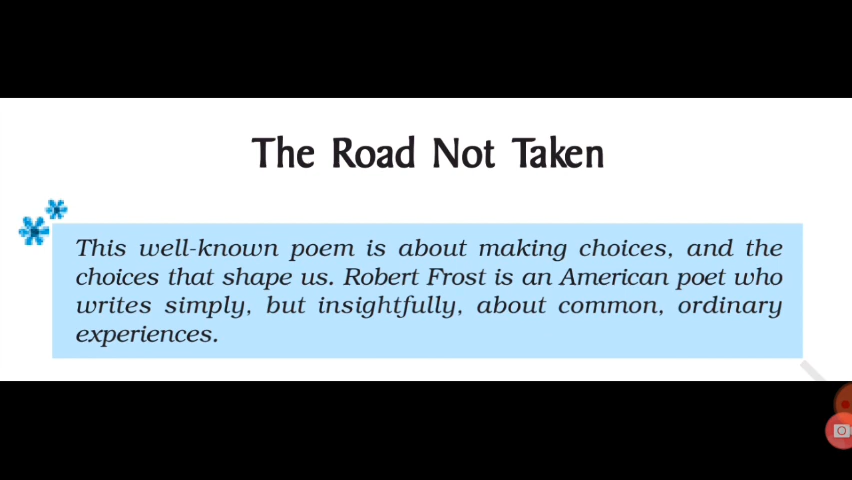 The Road Not Taken
This well-known poem is about making choices, and the
choices that shape us. Robert Frost is an American poet who
writes simply, but insightfully, about common, ordinary
experiences.